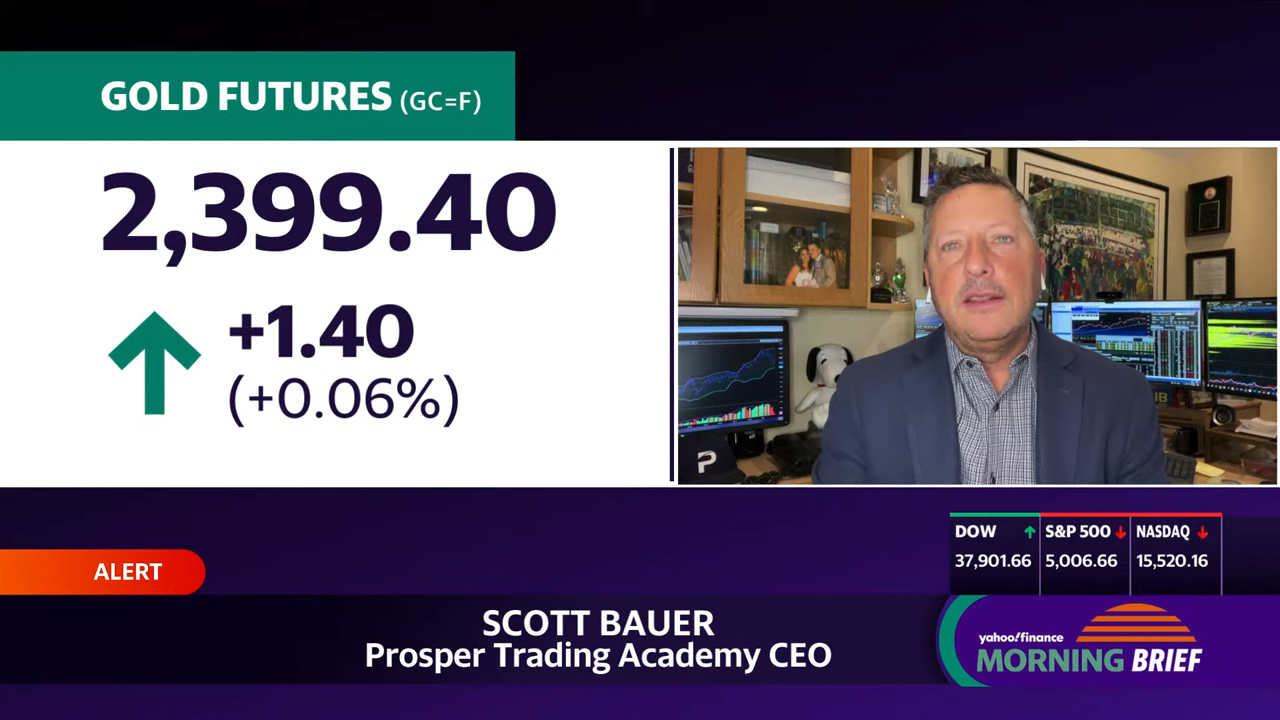 GOLD FUTURES (GC=F)
2,399.40
+1.40
(+0.06%)
P
ALERT
DOW
37,901.66
S&P 500
5,006.66
NASDAQ
15,520.16
SCOTT BAUER
Prosper Trading Academy CEO
yahoo!finance
MORNING BRIEF